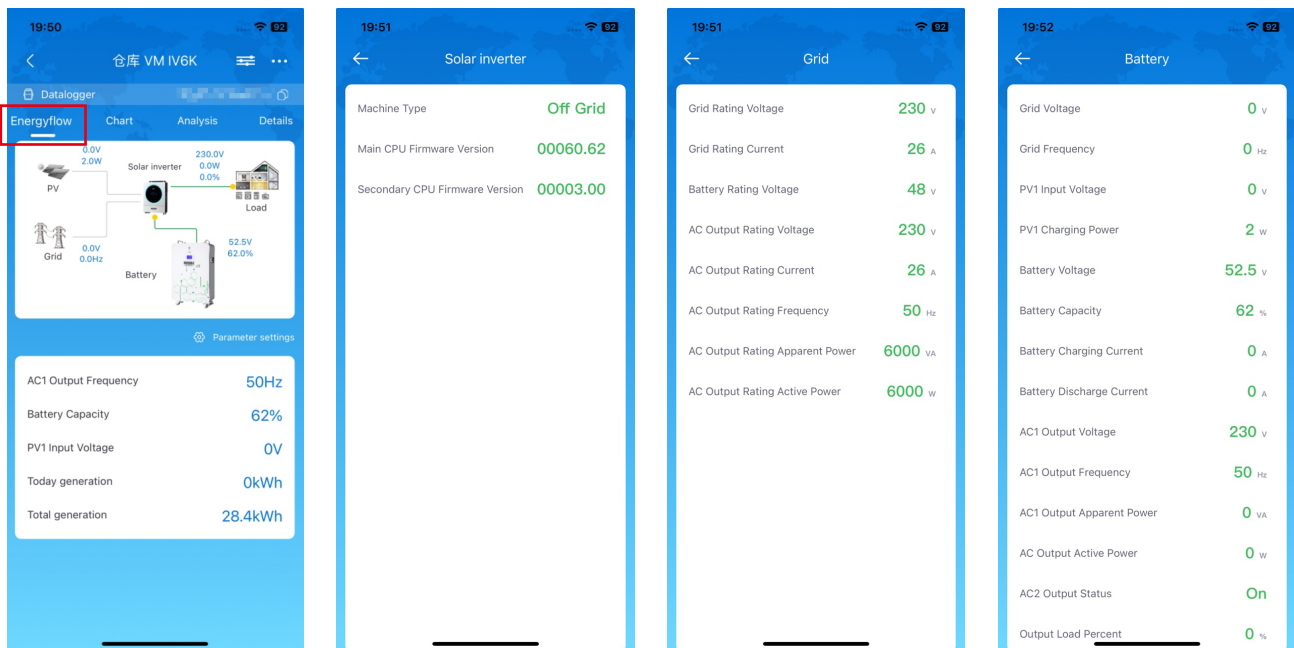 19:50
92
仓库 VM IV6K
Datalogger
Energyflow Chart Analysis Details
0.0V
2.0W
PV
Solar inverter
230.0V
0.0W
0.0%
Load
Grid
0.0V
0.0Hz
Battery
52.5V
62.0%
Parameter settings
AC1 Output Frequency 50Hz
Battery Capacity 62%
PV1 Input Voltage 0V
Today generation 0kWh
Total generation 28.4kWh
19:51
92
Solar inverter
Machine Type Off Grid
Main CPU Firmware Version 00060.62
Secondary CPU Firmware Version 00003.00
19:51
92
Grid
Grid Rating Voltage 230 V
Grid Rating Current 26 A
Battery Rating Voltage 48 V
AC Output Rating Voltage 230 V
AC Output Rating Current 26 A
AC Output Rating Frequency 50 Hz
AC Output Rating Apparent Power 6000 VA
AC Output Rating Active Power 6000 W
19:52
92
Battery
Grid Voltage 0 V
Grid Frequency 0 Hz
PV1 Input Voltage 0 V
PV1 Charging Power 2 W
Battery Voltage 52.5 V
Battery Capacity 62 %
Battery Charging Current 0 A
Battery Discharge Current 0 A
AC1 Output Voltage 230 V
AC1 Output Frequency 50 Hz
AC1 Output Apparent Power 0 VA
AC Output Active Power 0 W
AC2 Output Status On
Output Load Percent 0 %